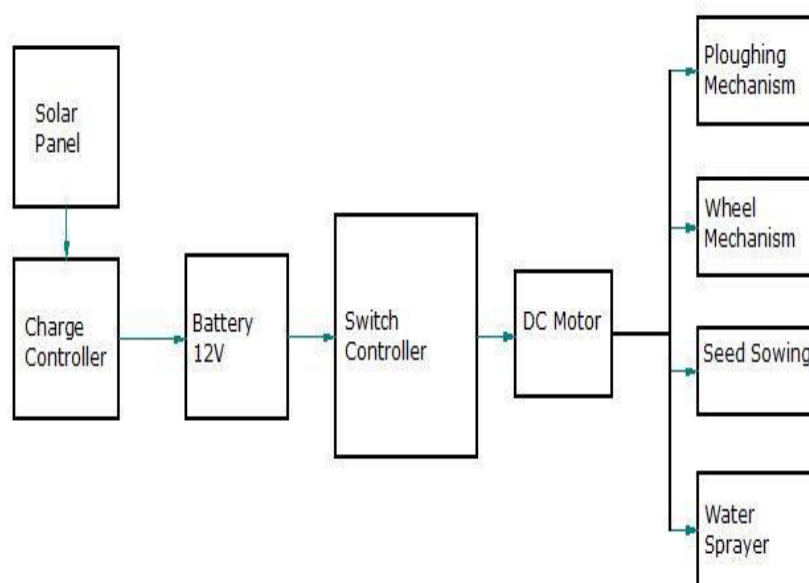 Solar
Panel
Charge
Controller
Battery
12V
Switch
Controller
DC Motor
Ploughing
Mechanism
Wheel
Mechanism
Seed Sowing
Water
Sprayer